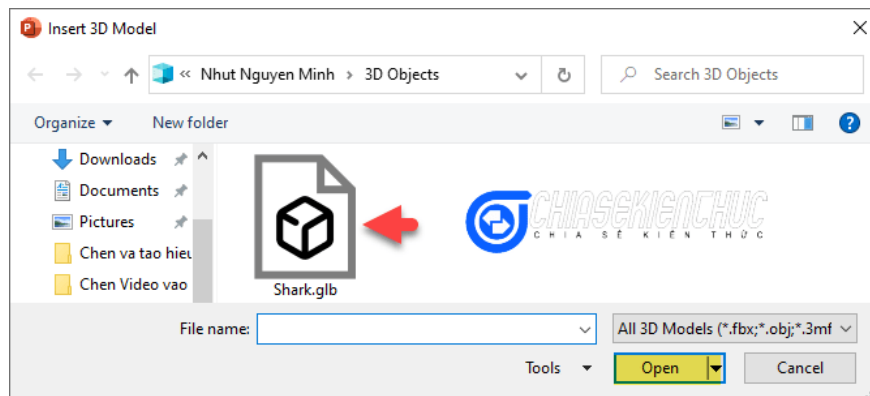 Insert 3D Model
« Nhut Nguyen Minh › 3D Objects
Search 3D Objects
Organize
New folder
Downloads
Documents
Pictures
Chen va tao hieu
Chen Video vao
Shark.glb
CHIASEKIENTHUC
CHIA SẺ KIẾN THỨC
File name:
All 3D Models (*.fbx;*.obj;*.3mf
Tools
Open
Cancel